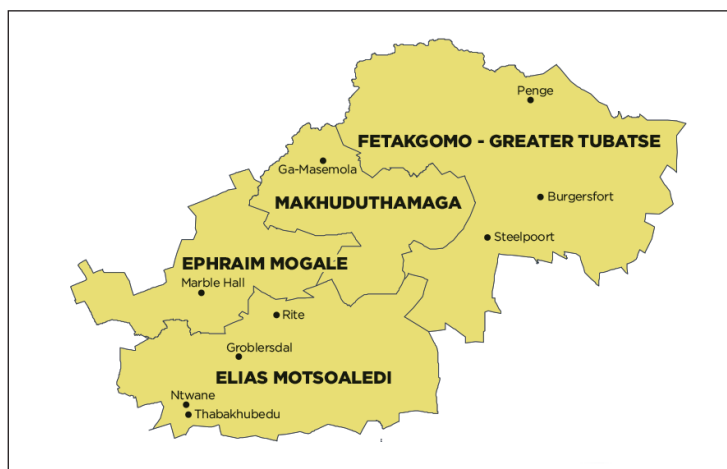 Penge
FETAKGOMO - GREATER TUBATSE
Ga-Masemola
MAKHUDUTHAMAGA
Burgersfort
Steelpoort
EPHRAIM MOGALE
Marble Hall
Rite
Groblersdal
ELIAS MOTSOALEDI
Ntwane
Thabakhubedu